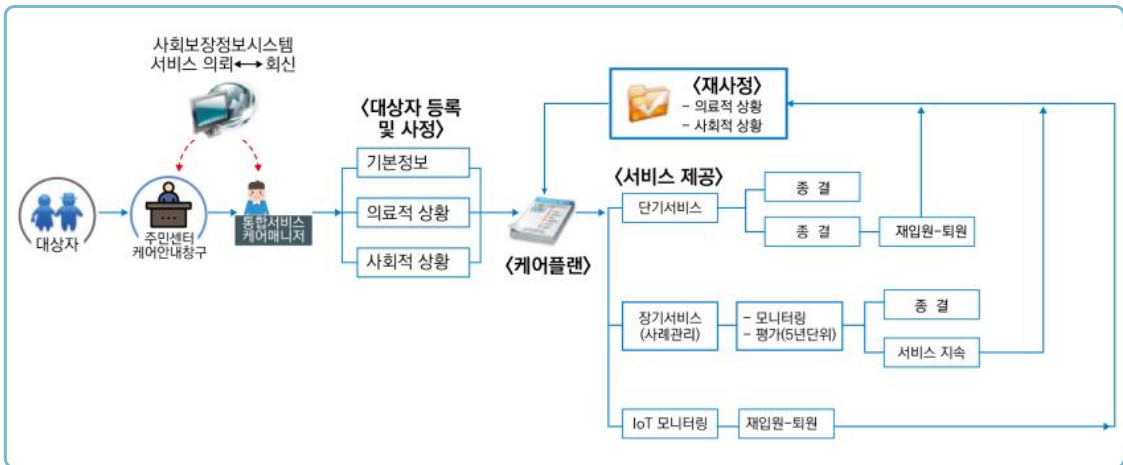 사회보장정보시스템
서비스 의뢰↔회신
대상자
주민센터
케어안내창구
통합서비스
케어매니저
〈대상자 등록
및 사정〉
기본정보
의료적 상황
사회적 상황
〈케어플랜〉
〈재사정〉
- 의료적 상황
- 사회적 상황
〈서비스 제공〉
단기서비스
종 결
종 결
재입원-퇴원
장기서비스
(사례관리)
- 모니터링
- 평가(5년단위)
종 결
서비스 지속
IoT 모니터링
재입원-퇴원